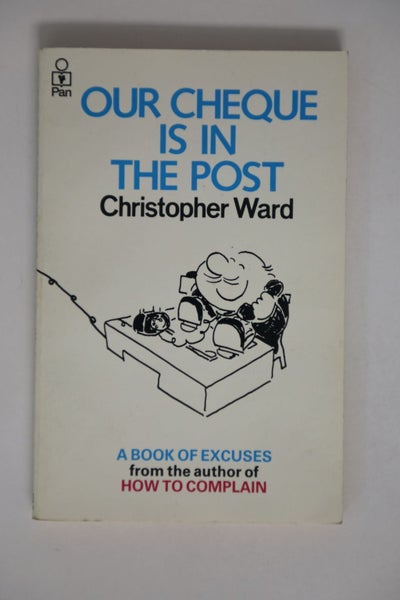 Pan
OUR CHEQUE
IS IN
THE POST
Christopher Ward
A BOOK OF EXCUSES
from the author of
HOW TO COMPLAIN